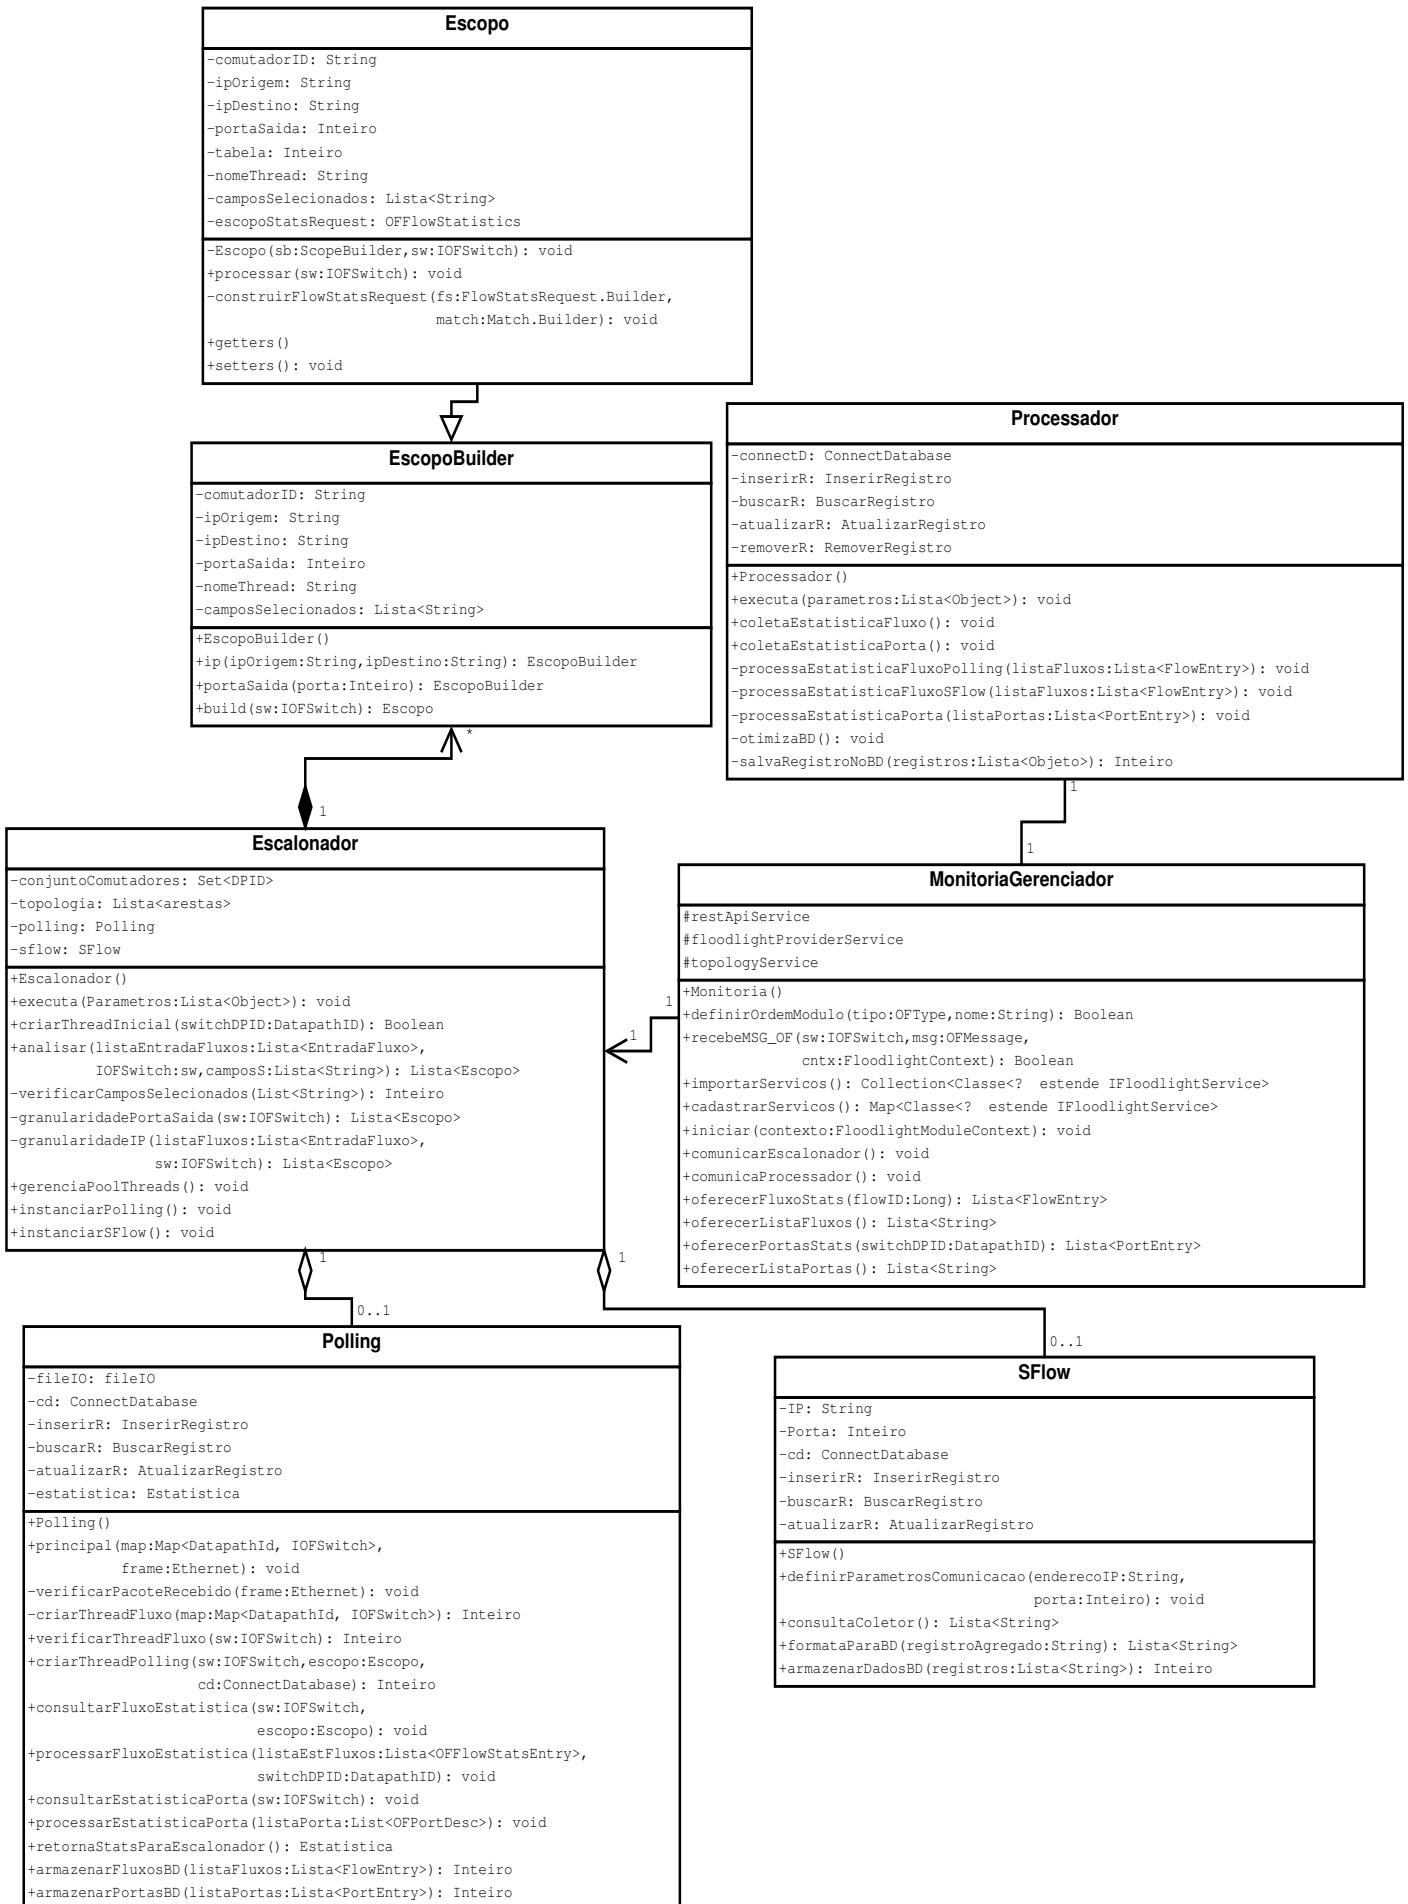 Escopo
-comutadorID: String
-ipOrigem: String
-ipDestino: String
-portaSaida: Inteiro
-tabela: Inteiro
-nomeThread: String
-camposSelecionados: Lista<String>
-escopoStatsRequest: OFFlowStatistics
-Escopo(sb:ScopeBuilder,sw:IOFSwitch): void
+processar(sw:IOFSwitch): void
-construirFlowStatsRequest(fs:FlowStatsRequest.Builder,
match:Match.Builder): void
+getters()
+setters(): void
EscopoBuilder
-comutadorID: String
-ipOrigem: String
-ipDestino: String
-portaSaida: Inteiro
-nomeThread: String
-camposSelecionados: Lista<String>
+EscopoBuilder()
+ip(ipOrigem:String,ipDestino:String): EscopoBuilder
+portaSaida(porta:Inteiro): EscopoBuilder
+build(sw:IOFSwitch): Escopo
*
1
Processador
-connectD: ConnectDatabase
-inserirR: InserirRegistro
-buscarR: BuscarRegistro
-atualizarR: AtualizarRegistro
-removerR: RemoverRegistro
+Processador()
+executa(parametros:Lista<Object>): void
+coletaEstatisticaFluxo(): void
+coletaEstatisticaPorta(): void
-processaEstatisticaFluxoPolling(listaFluxos:Lista<FlowEntry>): void
-processaEstatisticaFluxoSFlow(listaFluxos:Lista<FlowEntry>): void
-processaEstatisticaPorta(listaPortas:Lista<PortEntry>): void
-otimizaBD(): void
-salvaRegistroNoBD(registros:Lista<Objeto>): Inteiro
1
1
Escalonador
-conjuntoComutadores: Set<DPID>
-topologia: Lista<arestas>
-polling: Polling
-sflow: SFlow
+Escalonador()
+executa(Parametros:Lista<Object>): void
+criarThreadInicial(switchDPID:DatapathID): Boolean
+analisar(listaEntradaFluxos:Lista<EntradaFluxo>,
IOFSwitch:sw,camposS:Lista<String>): Lista<Escopo>
-verificarCamposSelecionados(List<String>): Inteiro
-granularidadePortaSaida(sw:IOFSwitch): Lista<Escopo>
-granularidadeIP(listaFluxos:Lista<EntradaFluxo>,
sw:IOFSwitch): Lista<Escopo>
+gerenciaPoolThreads(): void
+instanciarPolling(): void
+instanciarSFlow(): void
1
1
MonitoriaGerenciador
#restApiService
#floodlightProviderService
#topologyService
+Monitoria()
+definirOrdemModulo(tipo:OFType,nome:String): Boolean
+recebeMSG_OF(sw:IOFSwitch,msg:OFMessage,
cntx:FloodlightContext): Boolean
+importarServicos(): Collection<Classe<?  estende IFloodlightService>
+cadastrarServicos(): Map<Classe<?  estende IFloodlightService>
+iniciar(contexto:FloodlightModuleContext): void
+comunicarEscalonador(): void
+comunicaProcessador(): void
+oferecerFluxoStats(flowID:Long): Lista<FlowEntry>
+oferecerListaFluxos(): Lista<String>
+oferecerPortasStats(switchDPID:DatapathID): Lista<PortEntry>
+oferecerListaPortas(): Lista<String>
1
1
0..1
0..1
Polling
-fileIO: fileIO
-cd: ConnectDatabase
-inserirR: InserirRegistro
-buscarR: BuscarRegistro
-atualizarR: AtualizarRegistro
-estatistica: Estatistica
+Polling()
+principal(map:Map<DatapathId, IOFSwitch>,
frame:Ethernet): void
-verificarPacoteRecebido(frame:Ethernet): void
-criarThreadFluxo(map:Map<DatapathId, IOFSwitch>): Inteiro
+verificarThreadFluxo(sw:IOFSwitch): Inteiro
+criarThreadPolling(sw:IOFSwitch,escopo:Escopo,
cd:ConnectDatabase): Inteiro
+consultarFluxoEstatistica(sw:IOFSwitch,
escopo:Escopo): void
+processarFluxoEstatistica(listaEstFluxos:Lista<OFFlowStatsEntry>,
switchDPID:DatapathID): void
+consultarEstatisticaPorta(sw:IOFSwitch): void
+processarEstatisticaPorta(listaPorta:List<OFPortDesc>): void
+retornaStatsParaEscalonador(): Estatistica
+armazenarFluxosBD(listaFluxos:Lista<FlowEntry>): Inteiro
+armazenarPortasBD(listaPortas:Lista<PortEntry>): Inteiro
SFlow
-IP: String
-Porta: Inteiro
-cd: ConnectDatabase
-inserirR: InserirRegistro
-buscarR: BuscarRegistro
-atualizarR: AtualizarRegistro
+SFlow()
+definirParametrosComunicacao(enderecoIP:String,
porta:Inteiro): void
+consultaColetor(): Lista<String>
+formataParaBD(registroAgregado:String): Lista<String>
+armazenarDadosBD(registros:Lista<String>): Inteiro